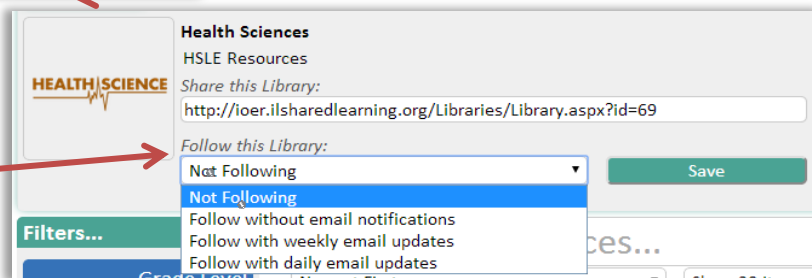 Health Sciences
HSLE Resources
HEALTH SCIENCE
Share this Library:
http://ioer.ilsharedlearning.org/Libraries/Library.aspx?id=69
Follow this Library:
Not Following
Save
Not Following
Follow without email notifications
Follow with weekly email updates
Follow with daily email updates
Filters...